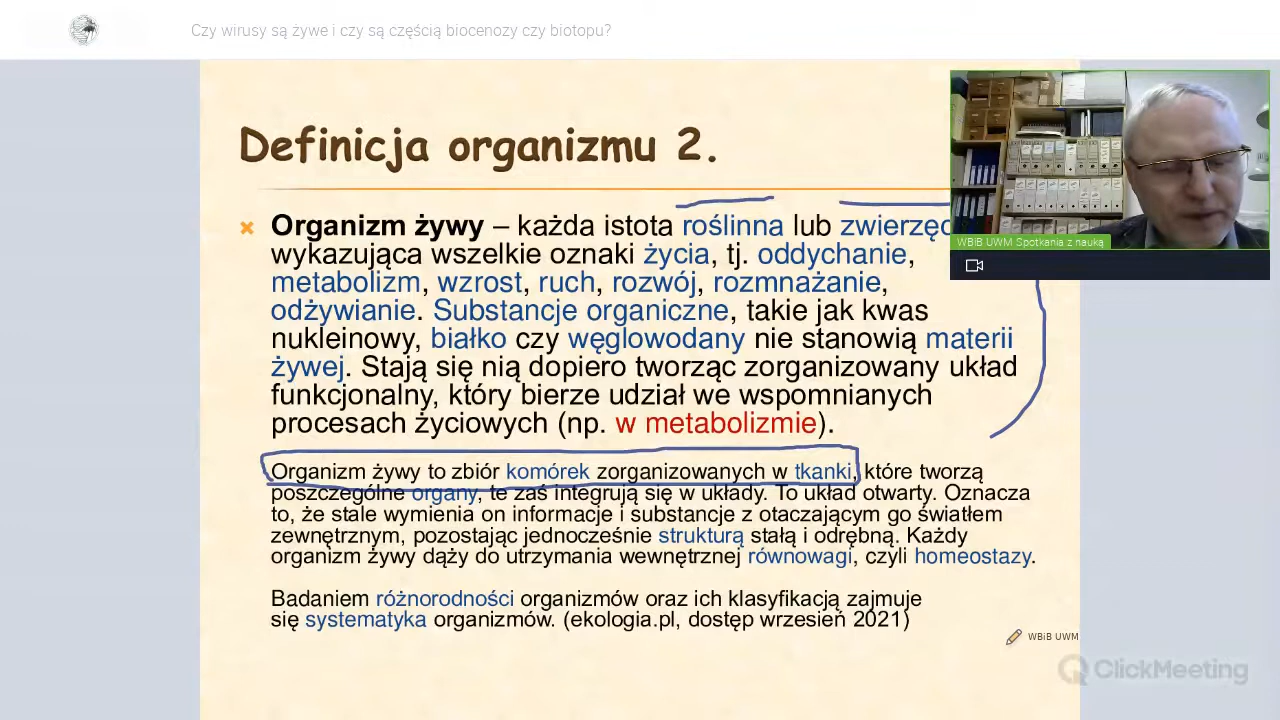 Czy wirusy są żywe i czy są częścią biocenozy czy biotopu?
Definicja organizmu 2.
Organizm żywy – każda istota roślinna lub zwierzęc
wykazująca wszelkie oznaki życia, tj. oddychanie,
metabolizm, wzrost, ruch, rozwój, rozmnażanie,
odżywianie. Substancje organiczne, takie jak kwas
nukleinowy, białko czy węglowodany nie stanowią materii
żywej. Stają się nią dopiero tworząc zorganizowany układ
funkcjonalny, który bierze udział we wspomnianych
procesach życiowych (np. w metabolizmie).
Organizm żywy to zbiór komórek zorganizowanych w tkanki, które tworzą
poszczególne organy, te zaś integrują się w układy. To układ otwarty. Oznacza
to, że stale wymienia on informacje i substancje z otaczającym go światłem
zewnętrznym, pozostając jednocześnie strukturą stałą i odrębną. Każdy
organizm żywy dąży do utrzymania wewnętrznej równowagi, czyli homeostazy.
Badaniem różnorodności organizmów oraz ich klasyfikacją zajmuje
się systematyka organizmów. (ekologia.pl, dostęp wrzesień 2021)
WBiB UWM Spotkania z nauką
WBiB UWM
ClickMeeting